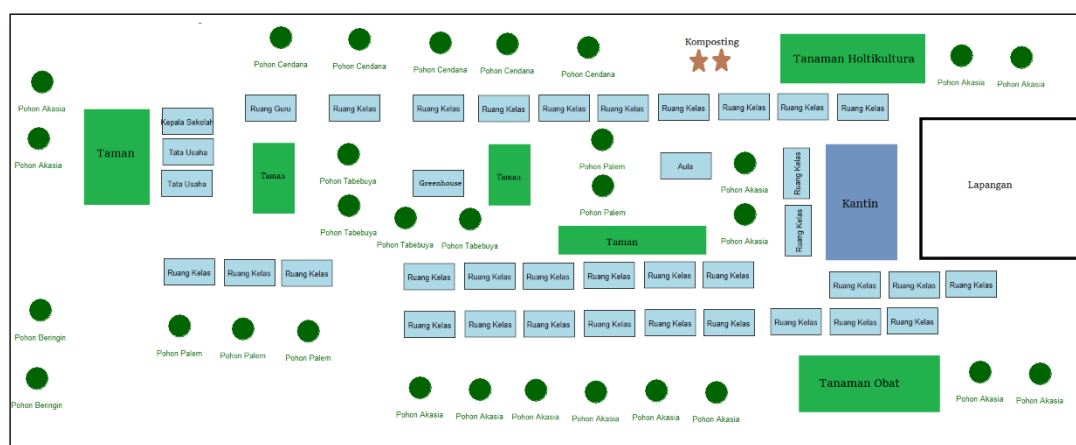 Komposting
Tanaman Holtikultura
Pohon Cendana
Pohon Cendana
Pohon Cendana
Pohon Cendana
Pohon Cendana
Pohon Akasia
Pohon Akasia
Pohon Akasia
Kepala Sekolah
Ruang Guru
Ruang Kelas
Ruang Kelas
Ruang Kelas
Ruang Kelas
Ruang Kelas
Ruang Kelas
Ruang Kelas
Ruang Kelas
Ruang Kelas
Pohon Akasia
Taman
Tata Usaha
Tata Usaha
Taman
Pohon Tabebuya
Greenhouse
Taman
Pohon Palem
Aula
Pohon Akasia
Ruang Kelas
Kantin
Lapangan
Pohon Tabebuya
Pohon Tabebuya
Pohon Tabebuya
Pohon Palem
Taman
Pohon Akasia
Ruang Kelas
Ruang Kelas
Ruang Kelas
Ruang Kelas
Ruang Kelas
Ruang Kelas
Ruang Kelas
Ruang Kelas
Ruang Kelas
Ruang Kelas
Ruang Kelas
Ruang Kelas
Ruang Kelas
Pohon Beringin
Pohon Palem
Pohon Palem
Pohon Palem
Ruang Kelas
Ruang Kelas
Ruang Kelas
Ruang Kelas
Ruang Kelas
Ruang Kelas
Ruang Kelas
Ruang Kelas
Ruang Kelas
Pohon Beringin
Pohon Akasia
Pohon Akasia
Pohon Akasia
Pohon Akasia
Pohon Akasia
Pohon Akasia
Tanaman Obat
Pohon Akasia
Pohon Akasia